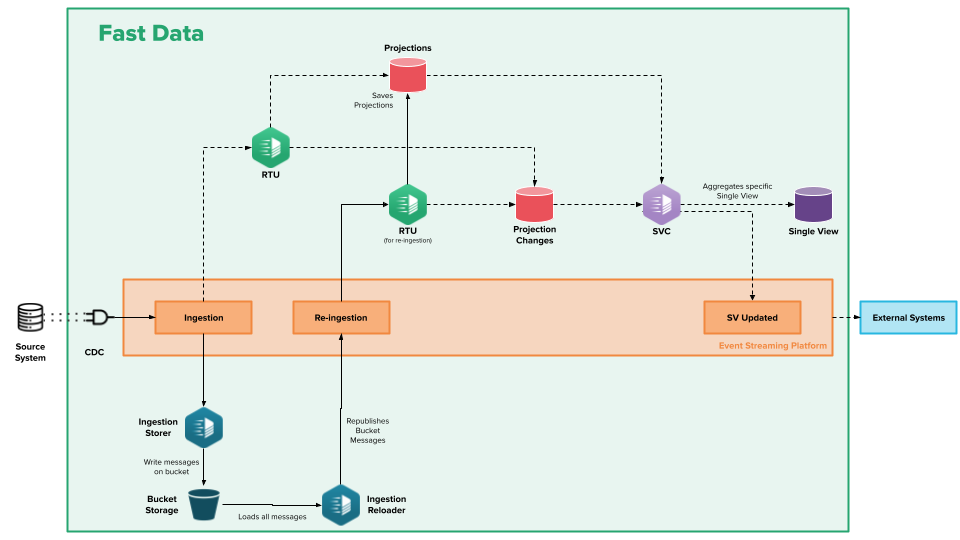 Fast Data
Projections
Saves
Projections
RTU
Aggregates specific
Single View
RTU
(for re-ingestion)
Projection
Changes
SVC
Single View
Source
System
CDC
Ingestion
Re-ingestion
SV Updated
Event Streaming Platform
External Systems
Ingestion
Storer
Republishes
Bucket
Messages
Write messages
on bucket
Bucket
Storage
Loads all messages
Ingestion
Reloader